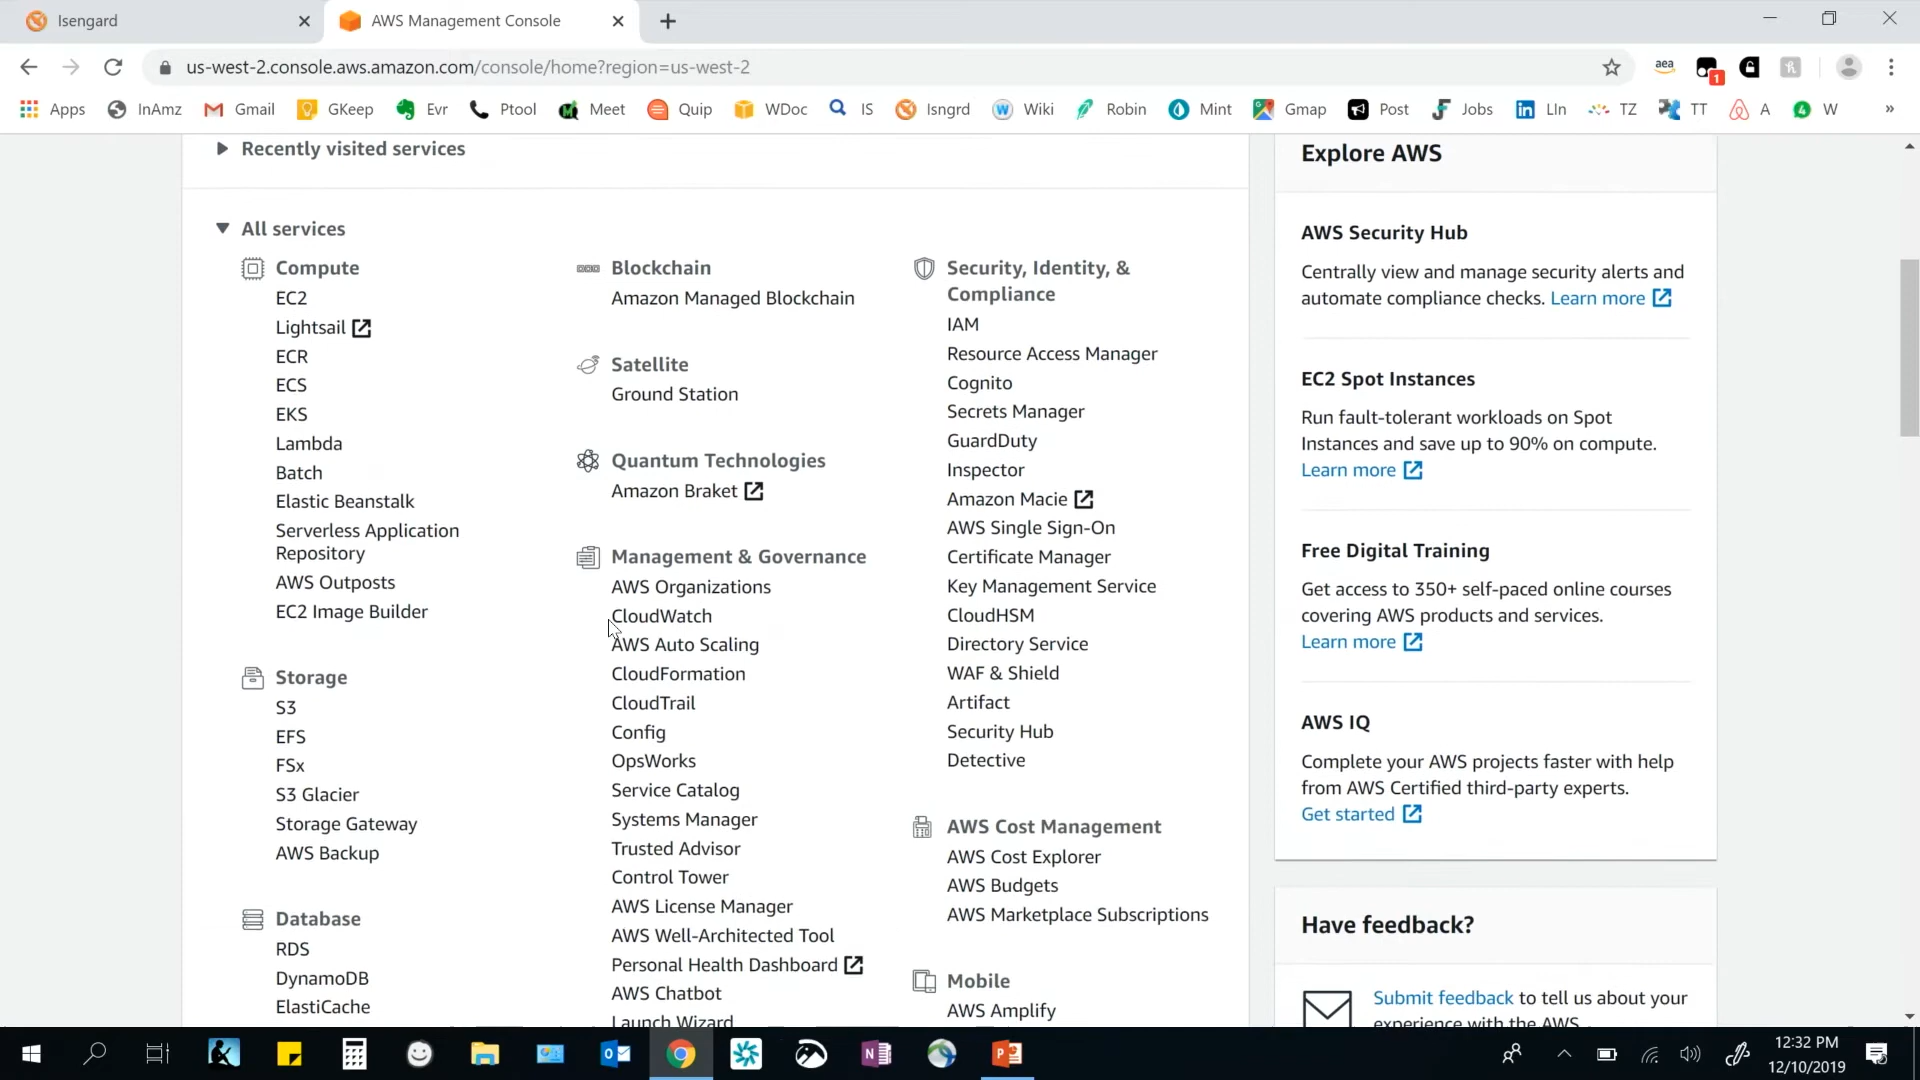 Isengard
AWS Management Console
us-west-2.console.aws.amazon.com/console/home?region=us-west-2
aea
1
Apps InAmz Gmail GKeep Evr Ptool Meet Quip WDoc IS Isngrd Wiki Robin Mint Gmap Post Jobs LIn TZ TT A 4 W »
Recently visited services
All services
Compute
EC2
Lightsail
ECR
ECS
EKS
Lambda
Batch
Elastic Beanstalk
Serverless Application
Repository
AWS Outposts
EC2 Image Builder
Storage
S3
EFS
FSx
S3 Glacier
Storage Gateway
AWS Backup
Database
RDS
DynamoDB
ElastiCache
Blockchain
Amazon Managed Blockchain
Satellite
Ground Station
Quantum Technologies
Amazon Braket
Management & Governance
AWS Organizations
CloudWatch
AWS Auto Scaling
CloudFormation
CloudTrail
Config
OpsWorks
Service Catalog
Systems Manager
Trusted Advisor
Control Tower
AWS License Manager
AWS Well-Architected Tool
Personal Health Dashboard
AWS Chatbot
Launch Wizard
Security, Identity, &
Compliance
IAM
Resource Access Manager
Cognito
Secrets Manager
GuardDuty
Inspector
Amazon Macie
AWS Single Sign-On
Certificate Manager
Key Management Service
CloudHSM
Directory Service
WAF & Shield
Artifact
Security Hub
Detective
AWS Cost Management
AWS Cost Explorer
AWS Budgets
AWS Marketplace Subscriptions
Mobile
AWS Amplify
Explore AWS
AWS Security Hub
Centrally view and manage security alerts and
automate compliance checks. Learn more
EC2 Spot Instances
Run fault-tolerant workloads on Spot
Instances and save up to 90% on compute.
Learn more
Free Digital Training
Get access to 350+ self-paced online courses
covering AWS products and services.
Learn more
AWS IQ
Complete your AWS projects faster with help
from AWS Certified third-party experts.
Get started
Have feedback?
Submit feedback to tell us about your
experience with the AWS
12:32 PM
12/10/2019